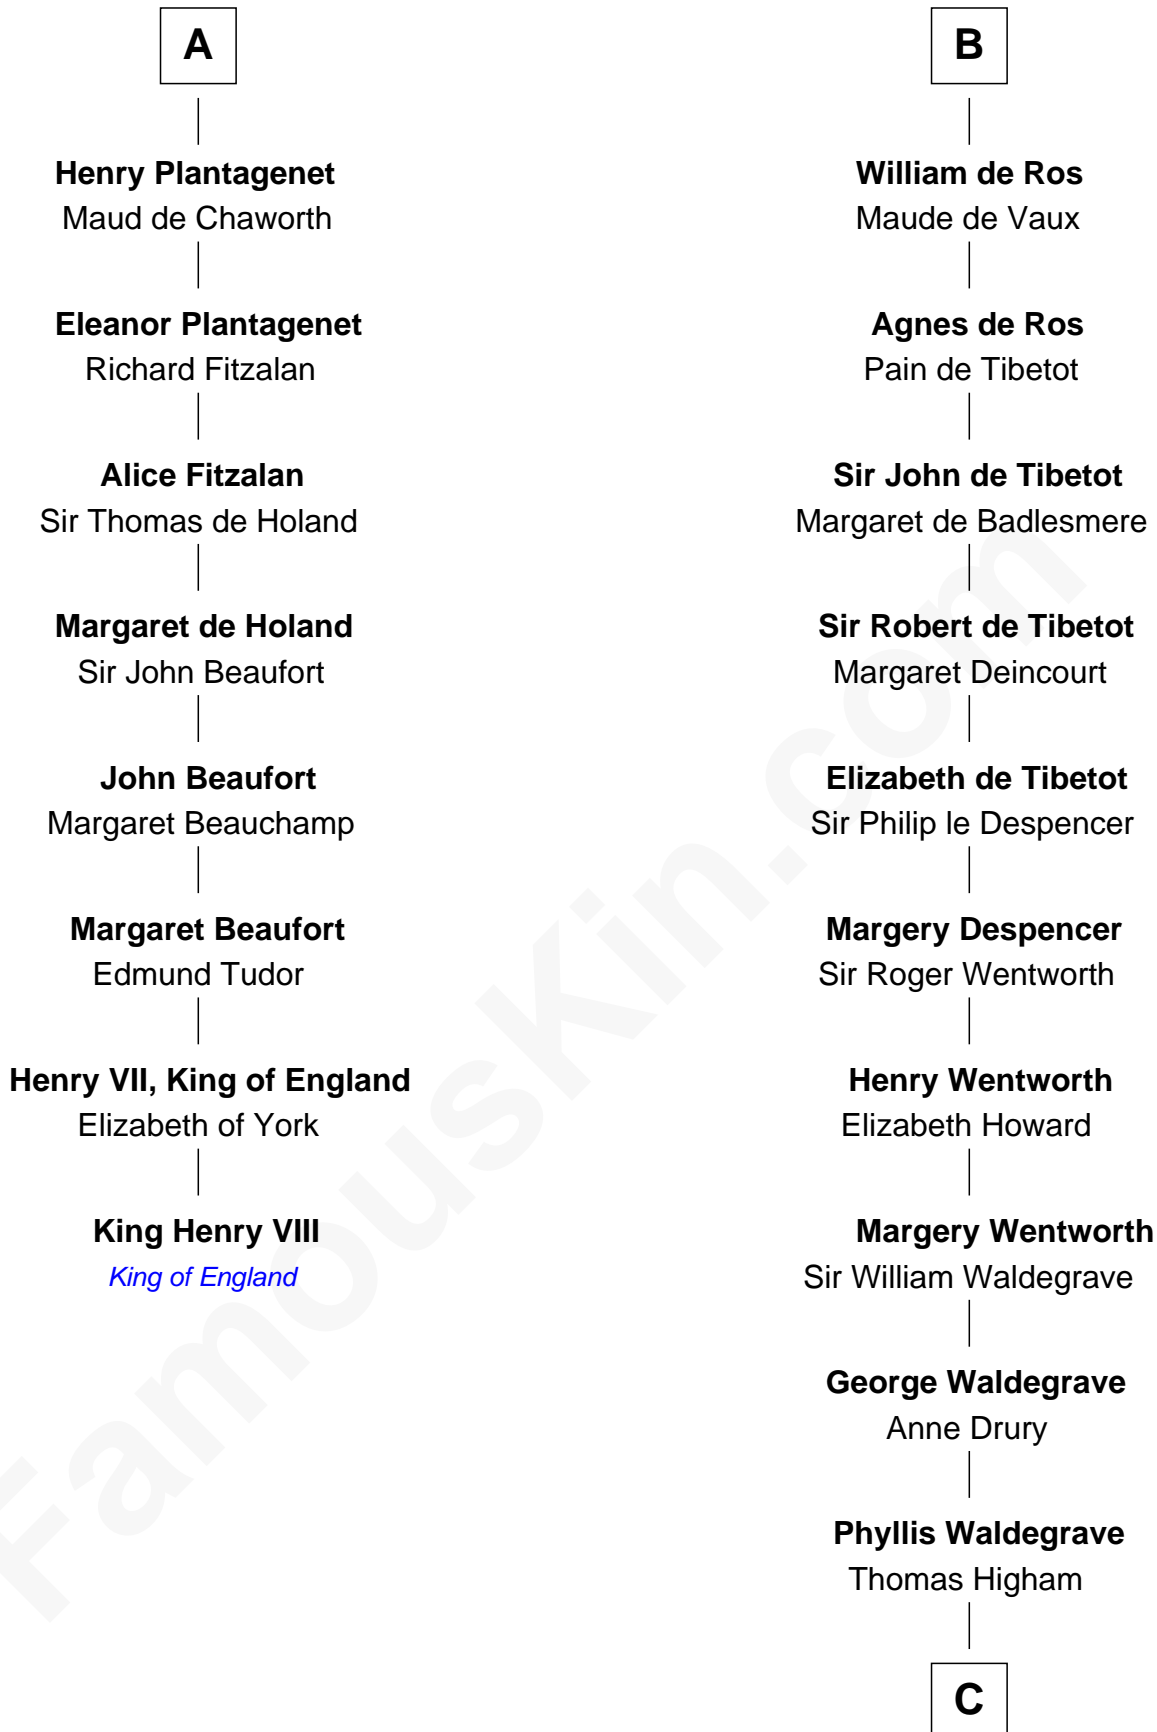 A
Henry Plantagenet
Maud de Chaworth
Eleanor Plantagenet
Richard Fitzalan
Alice Fitzalan
Sir Thomas de Holand
Margaret de Holand
Sir John Beaufort
John Beaufort
Margaret Beauchamp
Margaret Beaufort
Edmund Tudor
Henry VII, King of England
Elizabeth of York
King Henry VIII
King of England
B
William de Ros
Maude de Vaux
Agnes de Ros
Pain de Tibetot
Sir John de Tibetot
Margaret de Badlesmere
Sir Robert de Tibetot
Margaret Deincourt
Elizabeth de Tibetot
Sir Philip le Despencer
Margery Despencer
Sir Roger Wentworth
Henry Wentworth
Elizabeth Howard
Margery Wentworth
Sir William Waldegrave
George Waldegrave
Anne Drury
Phyllis Waldegrave
Thomas Higham
C
FamousKin.com